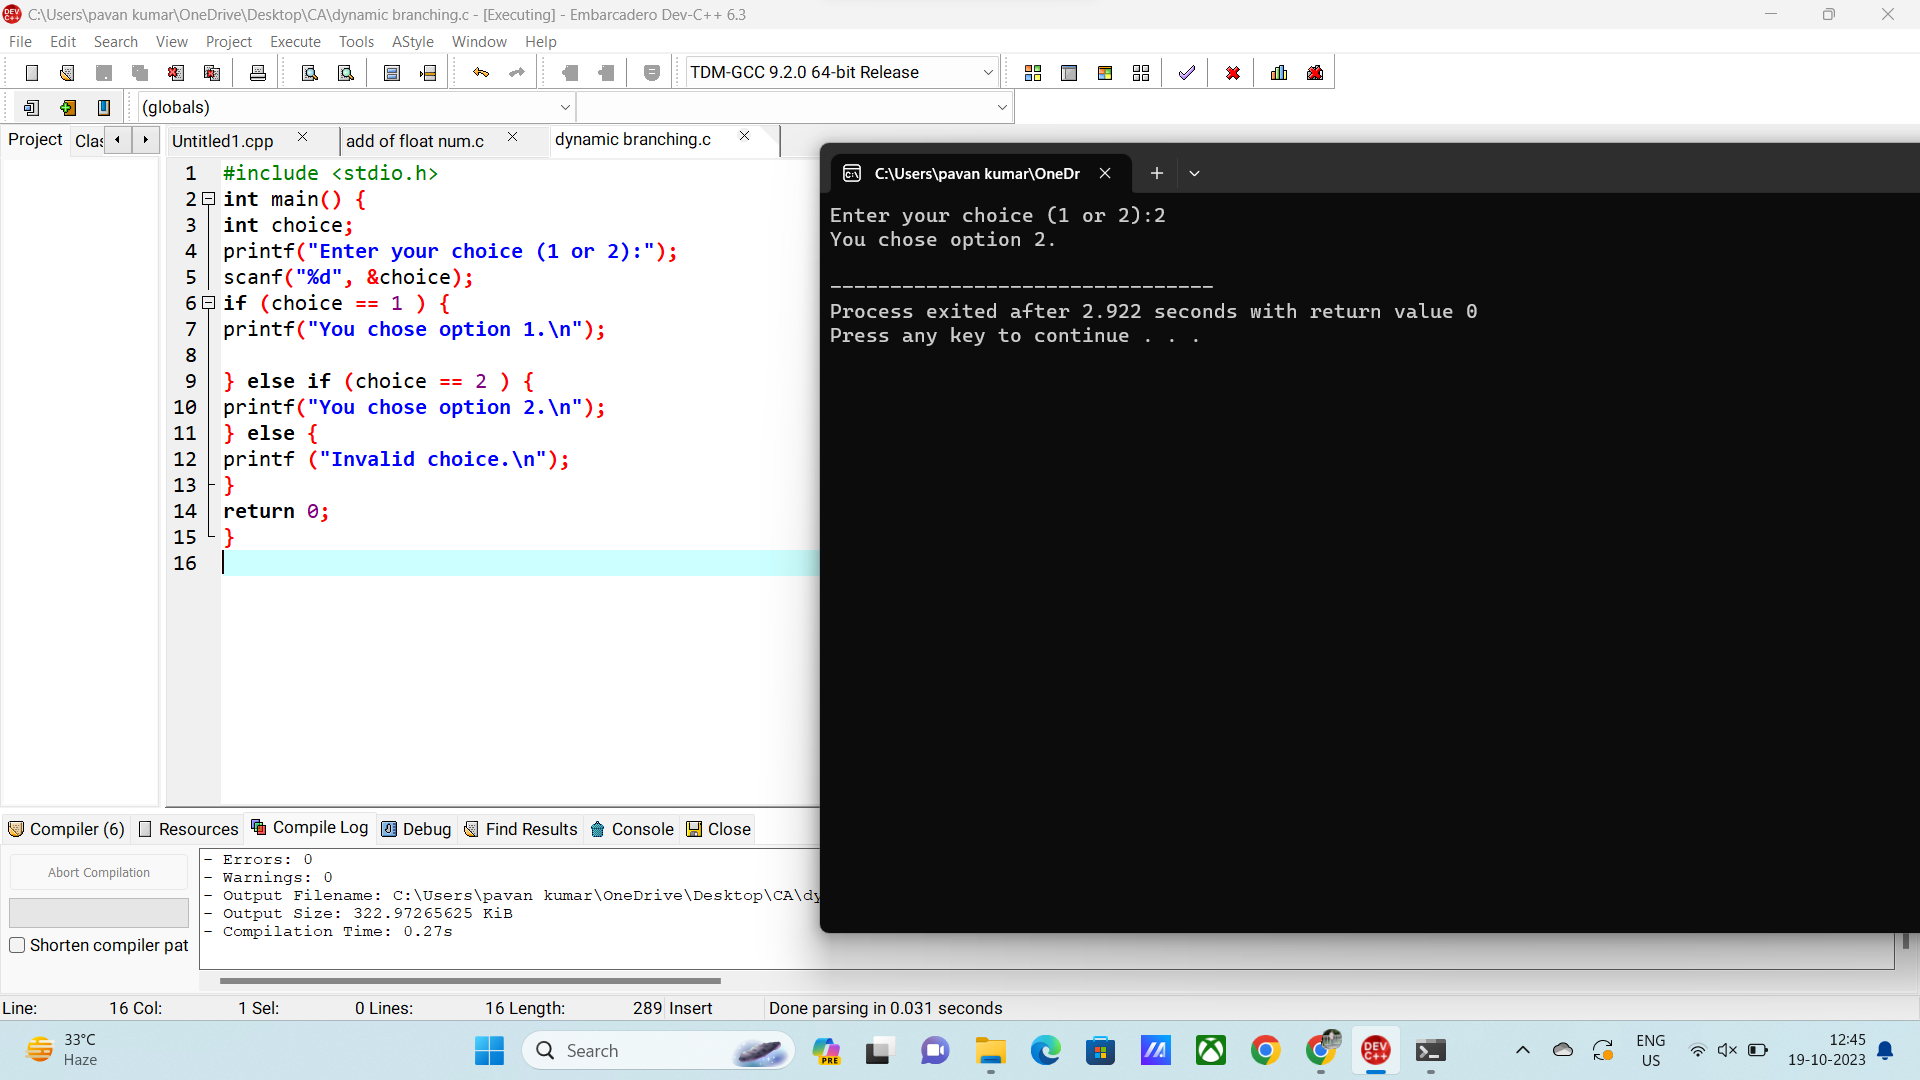 C:\Users\pavan kumar\OneDrive\Desktop\CA\dynamic branching.c - [Executing] - Embarcadero Dev-C++ 6.3
File Edit Search View Project Execute Tools AStyle Window Help
TDM-GCC 9.2.0 64-bit Release
(globals)
Project Clas Untitled1.cpp add of float num.c dynamic branching.c
1 #include <stdio.h>
2 int main() {
3 int choice;
4 printf("Enter your choice (1 or 2):");
5 scanf("%d", &choice);
6 if (choice == 1 ) {
7 printf("You chose option 1.\n");
8
9 } else if (choice == 2 ) {
10 printf("You chose option 2.\n");
11 } else {
12 printf ("Invalid choice.\n");
13 }
14 return 0;
15 }
16
C:\Users\pavan kumar\OneDr
Enter your choice (1 or 2):2
You chose option 2.
--------------------------------
Process exited after 2.922 seconds with return value 0
Press any key to continue . . .
Compiler (6) Resources Compile Log Debug Find Results Console Close
Abort Compilation
Shorten compiler pat
- Errors: 0
- Warnings: 0
- Output Filename: C:\Users\pavan kumar\OneDrive\Desktop\CA\dy
- Output Size: 322.97265625 KiB
- Compilation Time: 0.27s
Line: 16 Col: 1 Sel: 0 Lines: 16 Length: 289 Insert Done parsing in 0.031 seconds
33°C
Haze
Search
PRE
DEV
C++
ENG
US
12:45
19-10-2023